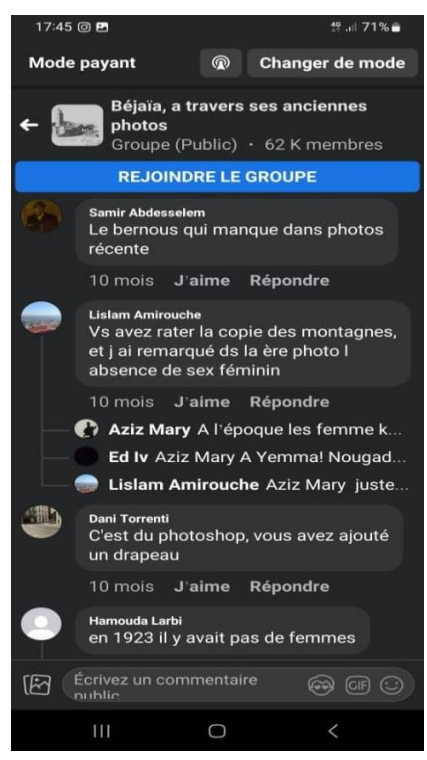 17:45 71%
Mode payant Changer de mode
Béjaïa, a travers ses anciennes
photos
Groupe (Public) · 62 K membres
REJOINDRE LE GROUPE
Samir Abdesselem
Le bernous qui manque dans photos
récente
10 mois J'aime Répondre
Lislam Amirouche
Vs avez rater la copie des montagnes,
et j ai remarqué ds la ère photo l
absence de sex féminin
10 mois J'aime Répondre
Aziz Mary A l'époque les femme k...
Ed Iv Aziz Mary A Yemma! Nougad...
Lislam Amirouche Aziz Mary juste...
Dani Torrenti
C'est du photoshop, vous avez ajouté
un drapeau
10 mois J'aime Répondre
Hamouda Larbi
en 1923 il y avait pas de femmes
Écrivez un commentaire
public
GIF